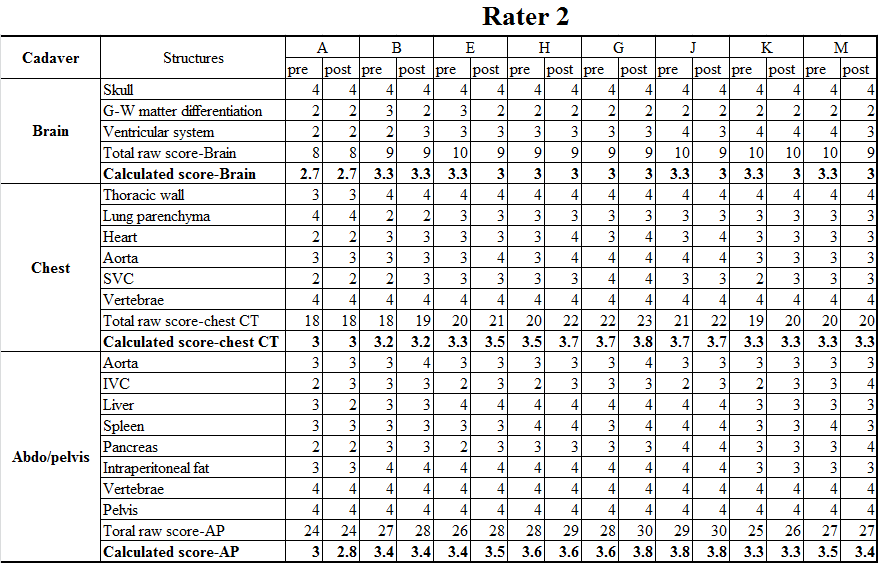 Rater 2
Cadaver Structures A B E H G J K M
pre post pre post pre post pre post pre post pre post pre post pre post
Brain
Skull 4 4 4 4 4 4 4 4 4 4 4 4 4 4 4 4
G-W matter differentiation 2 2 3 2 3 2 2 2 2 2 2 2 2 2 2 2
Ventricular system 2 2 2 3 3 3 3 3 3 3 4 3 4 4 4 3
Total raw score-Brain 8 8 9 9 10 9 9 9 9 9 10 9 10 10 10 9
Calculated score-Brain 2.7 2.7 3.3 3.3 3.3 3 3 3 3 3 3.3 3 3.3 3 3.3 3
Chest
Thoracic wall 3 3 4 4 4 4 4 4 4 4 4 4 4 4 4 4
Lung parenchyma 4 4 2 2 3 3 3 3 3 3 3 3 3 3 3 3
Heart 2 2 3 3 3 3 3 4 3 4 3 4 3 3 3 3
Aorta 3 3 3 3 3 4 3 4 4 4 4 4 3 3 3 3
SVC 2 2 2 3 3 3 3 3 4 4 3 3 2 3 3 3
Vertebrae 4 4 4 4 4 4 4 4 4 4 4 4 4 4 4 4
Total raw score-chest CT 18 18 18 19 20 21 20 22 22 23 21 22 19 20 20 20
Calculated score-chest CT 3 3 3.2 3.2 3.3 3.5 3.5 3.7 3.7 3.8 3.7 3.7 3.3 3.3 3.3 3.3
Abdo/pelvis
Aorta 3 3 3 4 3 3 3 3 3 4 3 3 3 3 3 3
IVC 2 3 3 3 2 3 2 3 3 3 2 3 2 3 3 4
Liver 3 2 3 3 4 4 4 4 4 4 4 4 3 3 3 3
Spleen 3 3 3 3 3 3 4 4 3 4 4 4 3 3 4 3
Pancreas 2 2 3 3 2 3 3 3 3 3 4 4 3 3 3 4
Intraperitoneal fat 3 3 4 4 4 4 4 4 4 4 4 4 3 3 3 3
Vertebrae 4 4 4 4 4 4 4 4 4 4 4 4 4 4 4 4
Pelvis 4 4 4 4 4 4 4 4 4 4 4 4 4 4 4 4
Toral raw score-AP 24 24 27 28 26 28 28 29 28 30 29 30 25 26 27 27
Calculated score-AP 3 2.8 3.4 3.4 3.4 3.5 3.6 3.6 3.6 3.8 3.8 3.8 3.3 3.3 3.5 3.4